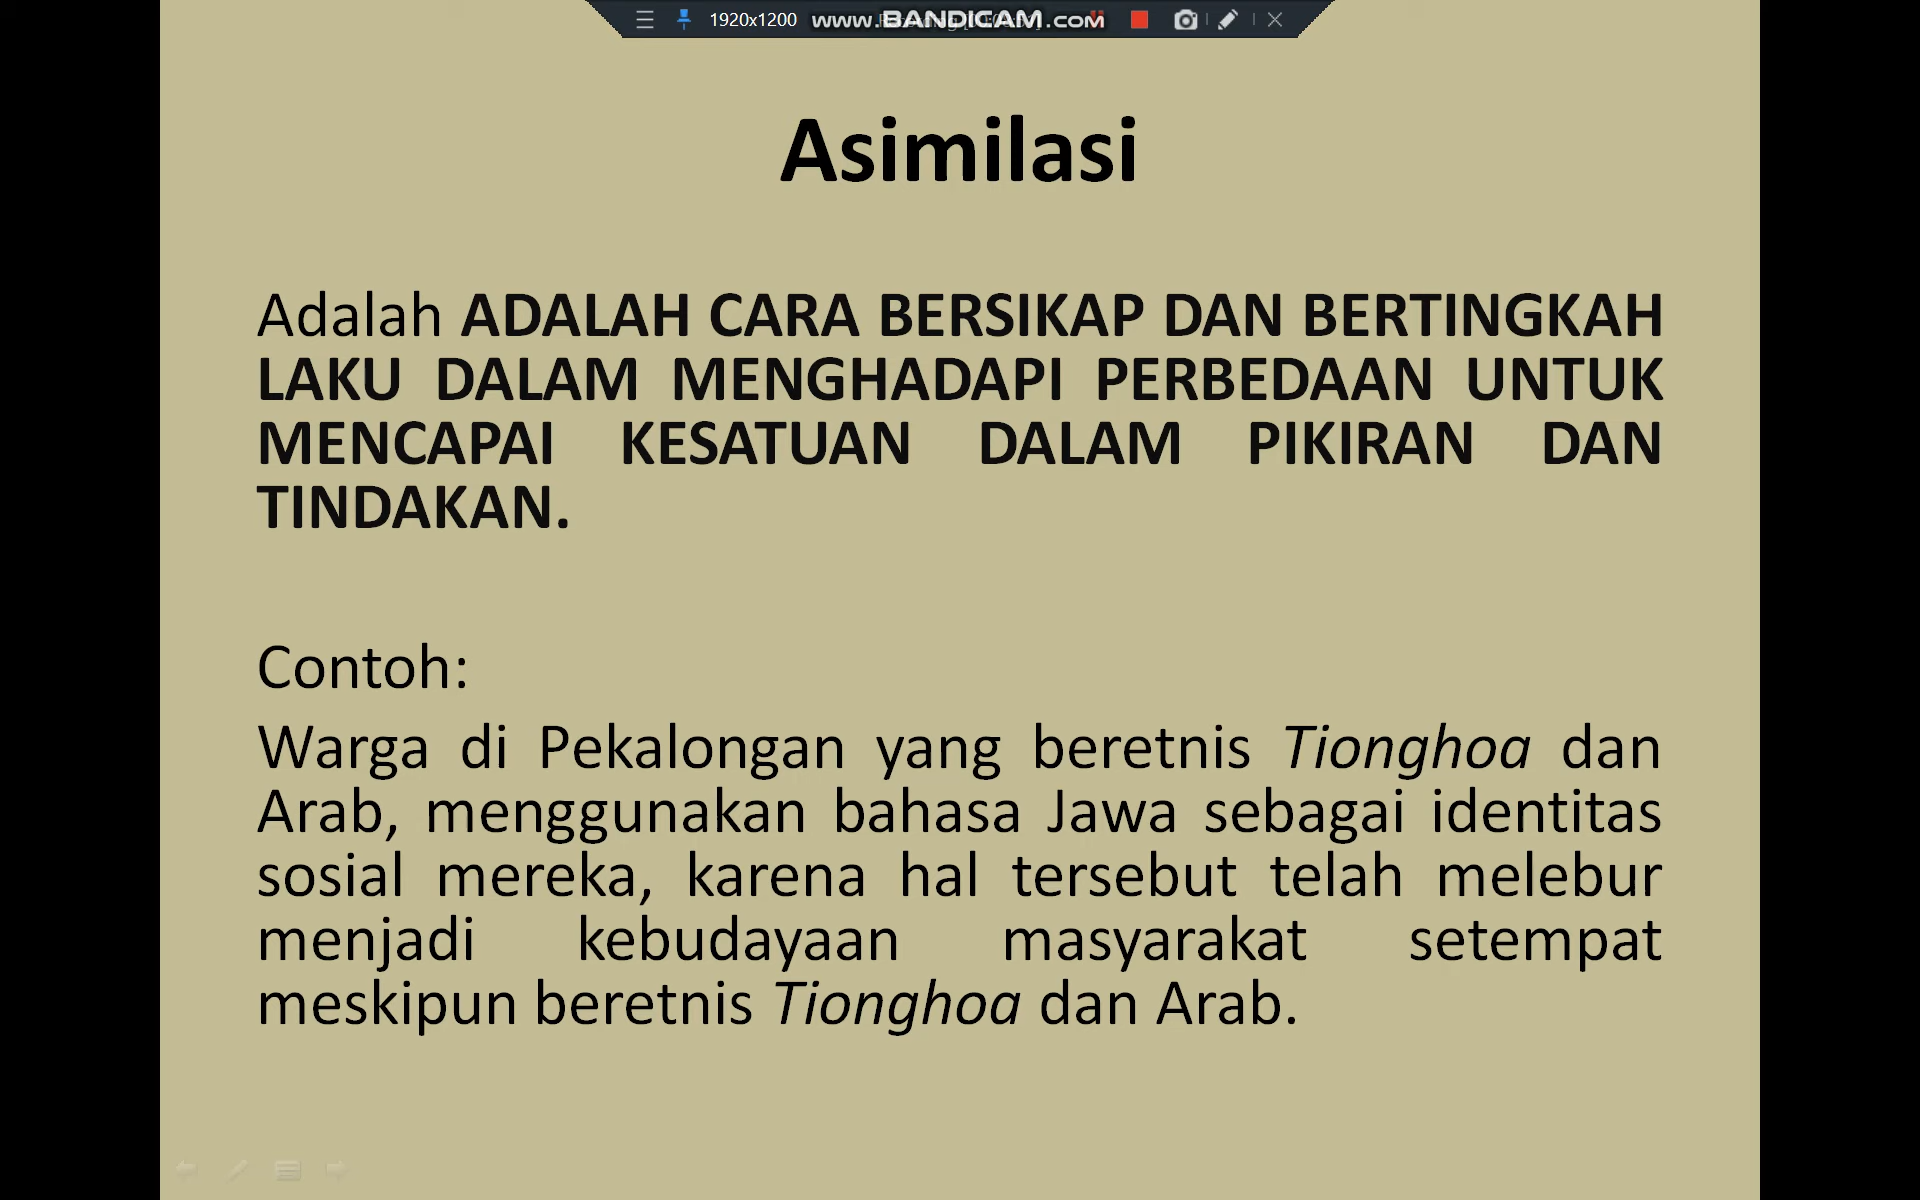 1920x1200 www.BANDICAM.com
Asimilasi
Adalah ADALAH CARA BERSIKAP DAN BERTINGKAH
LAKU DALAM MENGHADAPI PERBEDAAN UNTUK
MENCAPAI KESATUAN DALAM PIKIRAN DAN
TINDAKAN.
Contoh:
Warga di Pekalongan yang beretnis Tionghoa dan
Arab, menggunakan bahasa Jawa sebagai identitas
sosial mereka, karena hal tersebut telah melebur
menjadi kebudayaan masyarakat setempat
meskipun beretnis Tionghoa dan Arab.